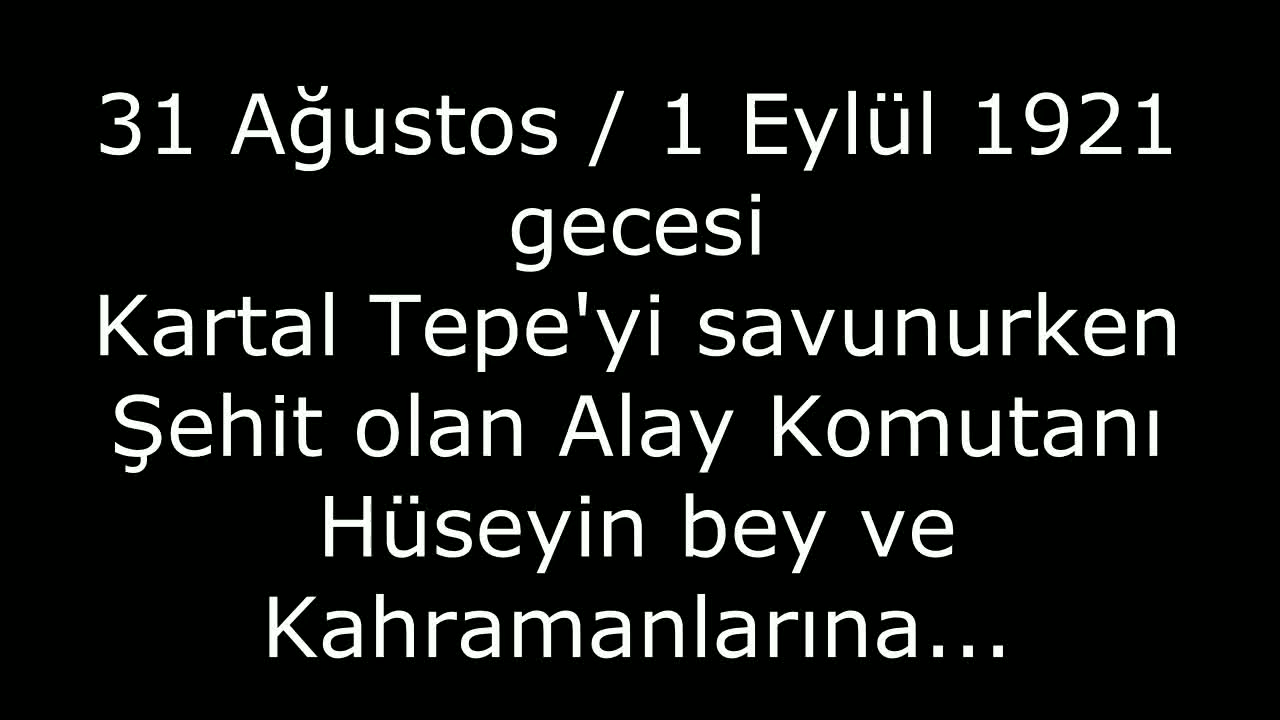 31 Ağustos / 1 Eylül 1921
gecesi
Kartal Tepe'yi savunurken
Şehit olan Alay Komutanı
Hüseyin bey ve
Kahramanlarına...